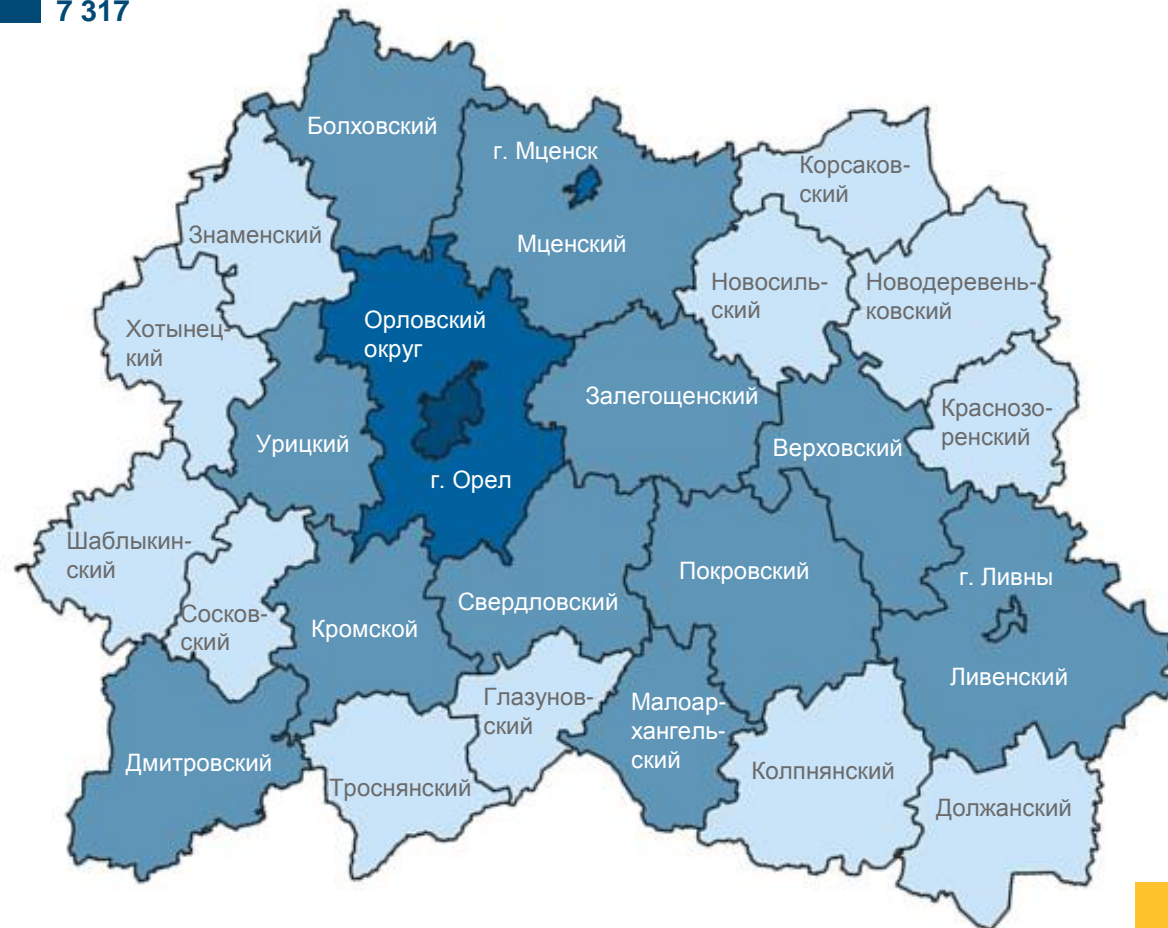 7 317
Болховский
г. Мценск
Корсаков-
ский
Знаменский
Мценский
Новосиль-
ский
Новодеревень-
ковский
Хотынец-
кий
Орловский
округ
Залегощенский
Краснозо-
ренский
Урицкий
Верховский
г. Орел
Шаблыкин-
ский
Покровский
г. Ливны
Свердловский
Сосков-
ский
Кромской
Ливенский
Глазунов-
ский
Малоар-
хангель-
ский
Дмитровский
Колпнянский
Троснянский
Должанский